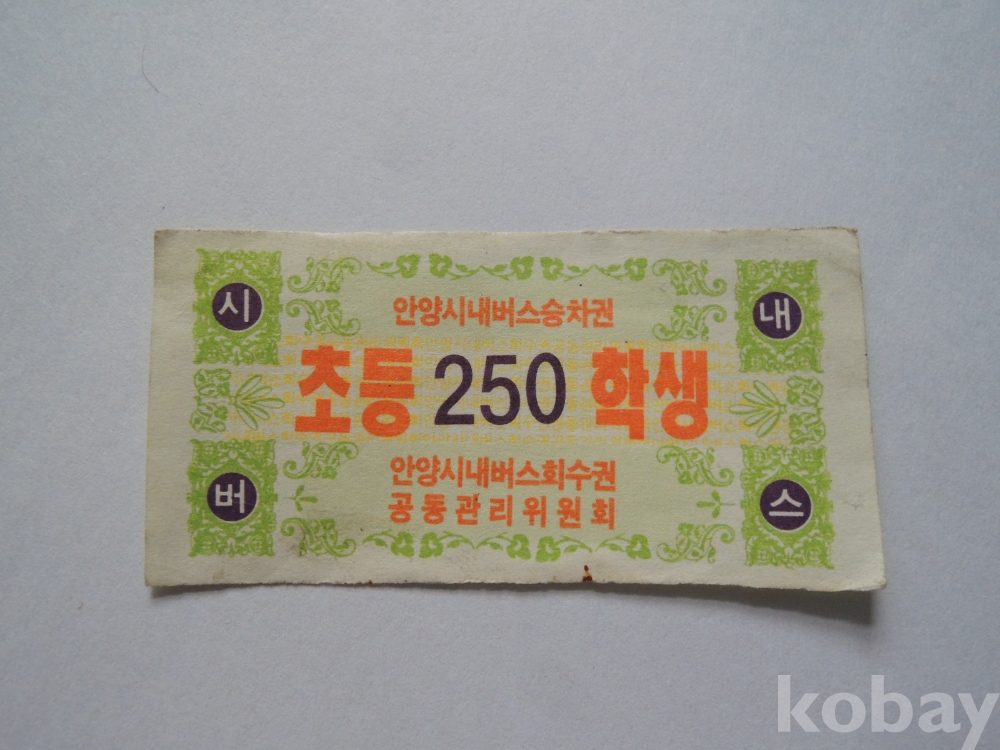 시 내
안양시내버스승차권
초등 250 학생
안양시내버스회수권
공동관리위원회
버 스
kobay